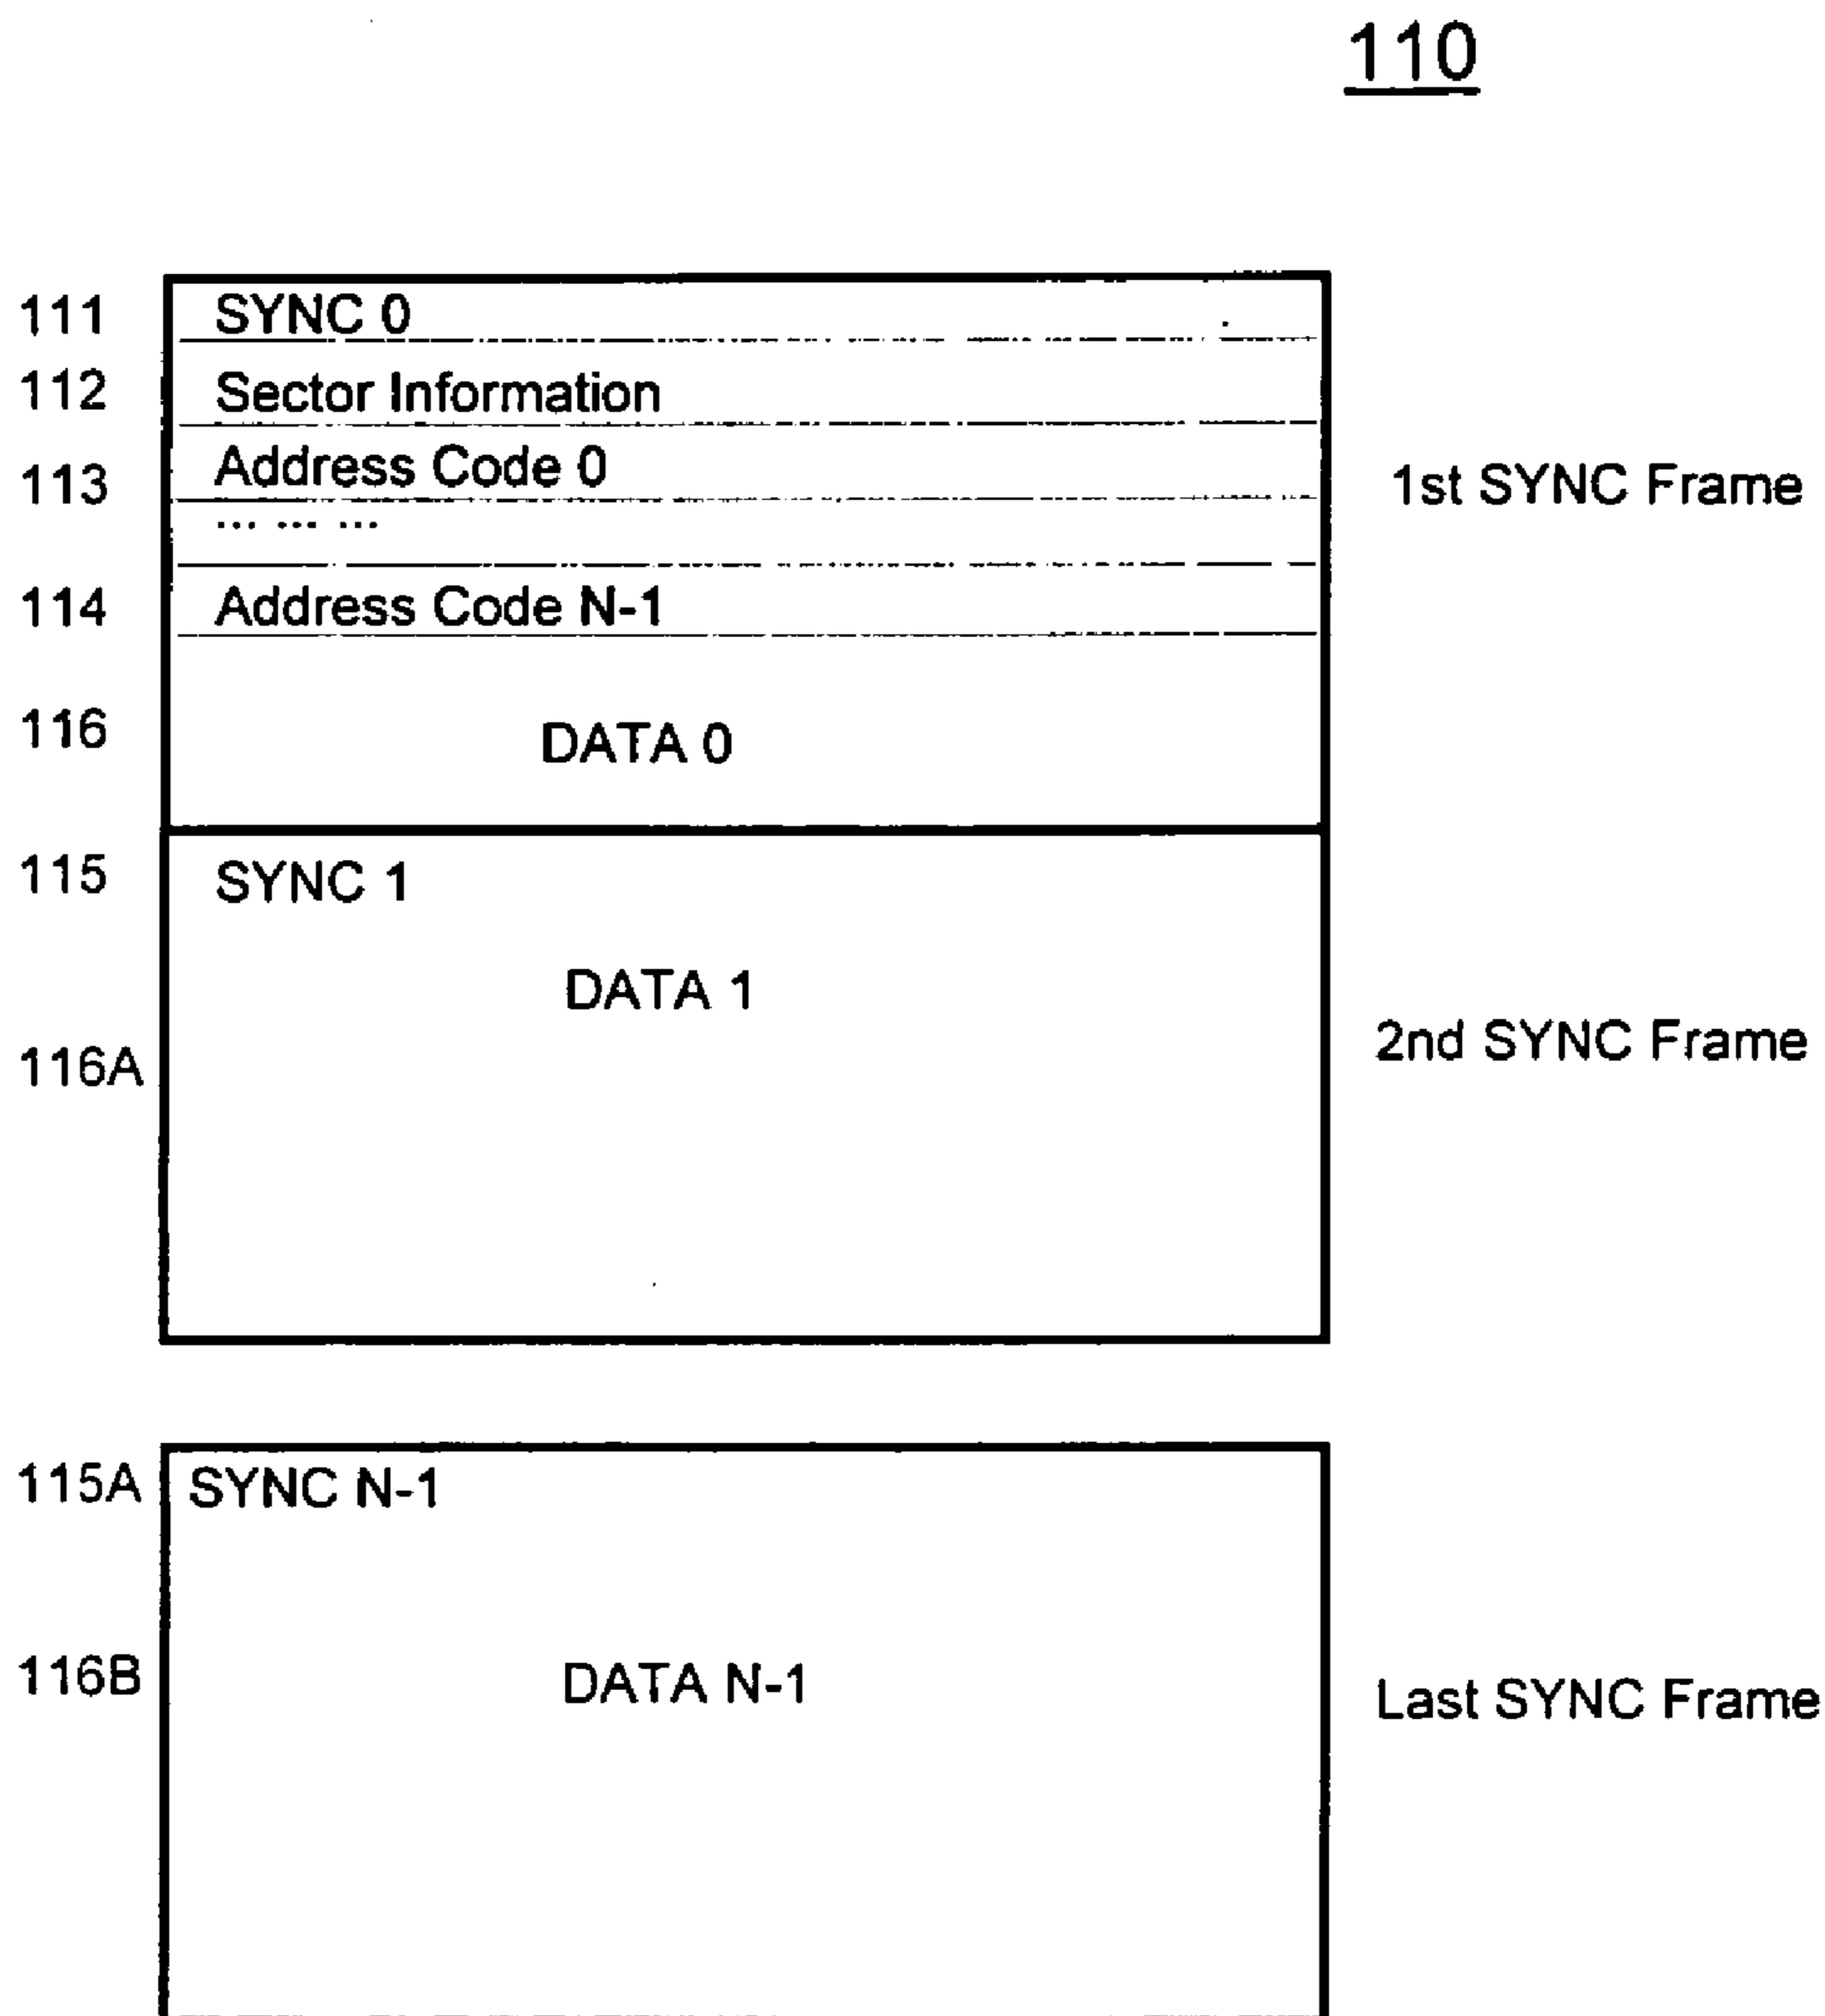 110
111 SYNC 0
112 Sector Information
113 Address Code 0 1st SYNC Frame
... ... ...
114 Address Code N-1
116 DATA 0
115 SYNC 1
DATA 1
116A 2nd SYNC Frame
115A SYNC N-1
116B DATA N-1 Last SYNC Frame